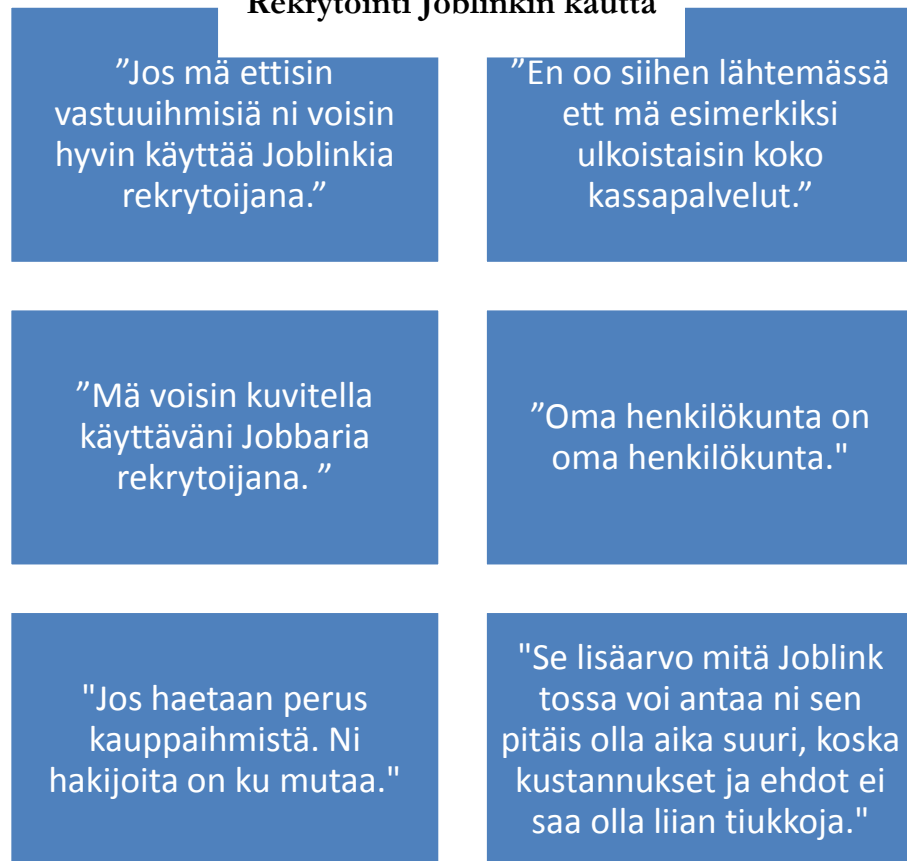 Rekrytointi Joblinkin kautta
”Jos mä ettisin
vastuuihmisiä ni voisin
hyvin käyttää Joblinkia
rekrytoijana.”
”En oo siihen lähtemässä
ett mä esimerkiksi
ulkoistaisin koko
kassapalvelut.”
”Mä voisin kuvitella
käyttäväni Jobbaria
rekrytoijana. ”
”Oma henkilökunta on
oma henkilökunta."
"Jos haetaan perus
kauppaihmistä. Ni
hakijoita on ku mutaa."
"Se lisäarvo mitä Joblink
tossa voi antaa ni sen
pitäis olla aika suuri, koska
kustannukset ja ehdot ei
saa olla liian tiukkoja."